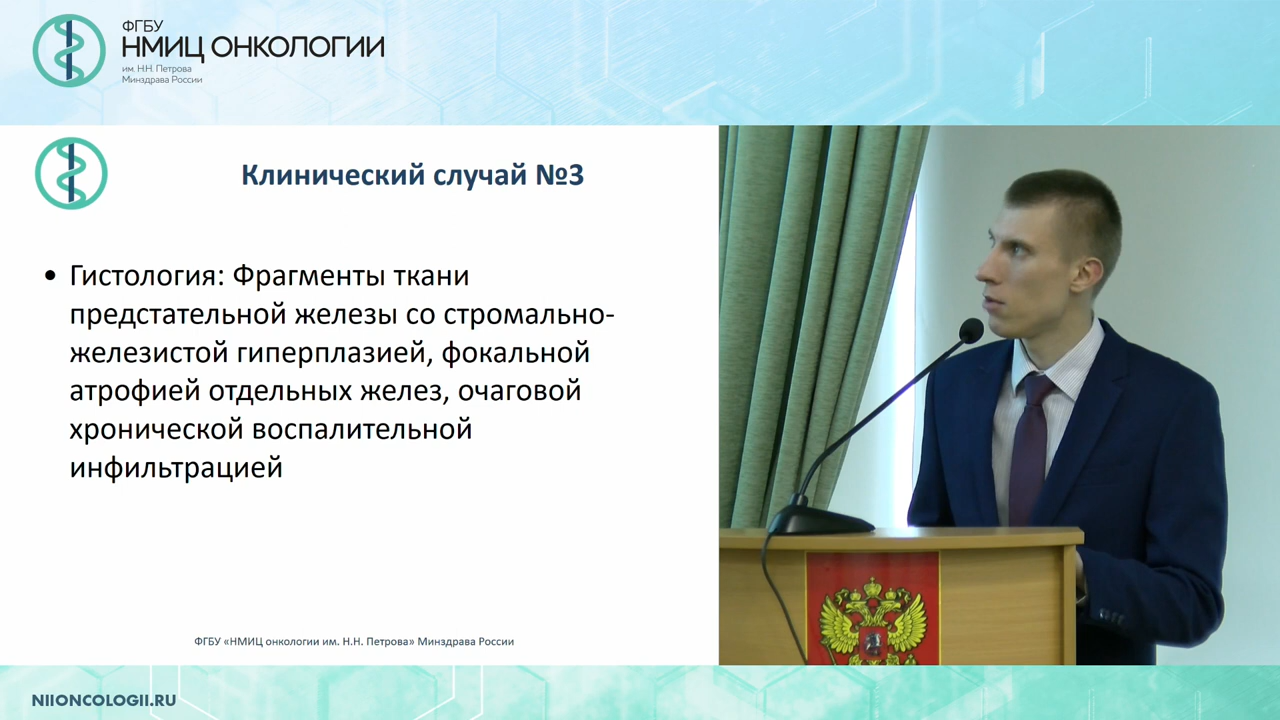 ФГБУ
НМИЦ ОНКОЛОГИИ
им. Н.Н. Петрова
Минздрава России
Клинический случай №3
• Гистология: Фрагменты ткани
предстательной железы со стромально-
железистой гиперплазией, фокальной
атрофией отдельных желез, очаговой
хронической воспалительной
инфильтрацией
ФГБУ «НМИЦ онкологии им. Н.Н. Петрова» Минздрава России
NIIONCOLOGII.RU